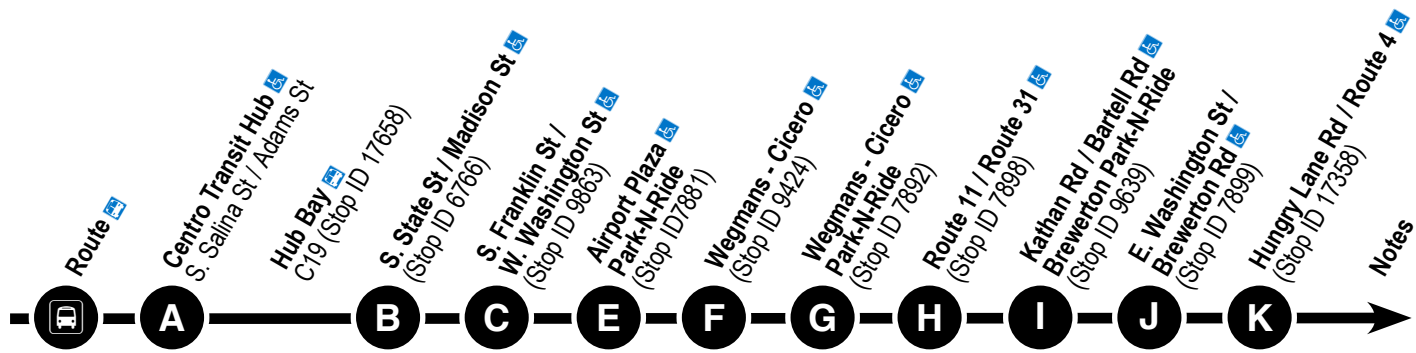 Route
Centro Transit Hub
S. Salina St / Adams St
Hub Bay
C19 (Stop ID 17658)
S. State St / Madison St
(Stop ID 6766)
S. Franklin St /
W. Washington St
(Stop ID 9863)
Airport Plaza
Park-N-Ride
(Stop ID7881)
Wegmans - Cicero
(Stop ID 9424)
Wegmans - Cicero
Park-N-Ride
(Stop ID 7892)
Route 11 / Route 31
(Stop ID 7898)
Kathan Rd / Bartell Rd
Brewerton Park-N-Ride
(Stop ID 9639)
E. Washington St /
Brewerton Rd
(Stop ID 7899)
Hungry Lane Rd / Route 4
(Stop ID 17358)
Notes
A
B
C
E
F
G
H
I
J
K